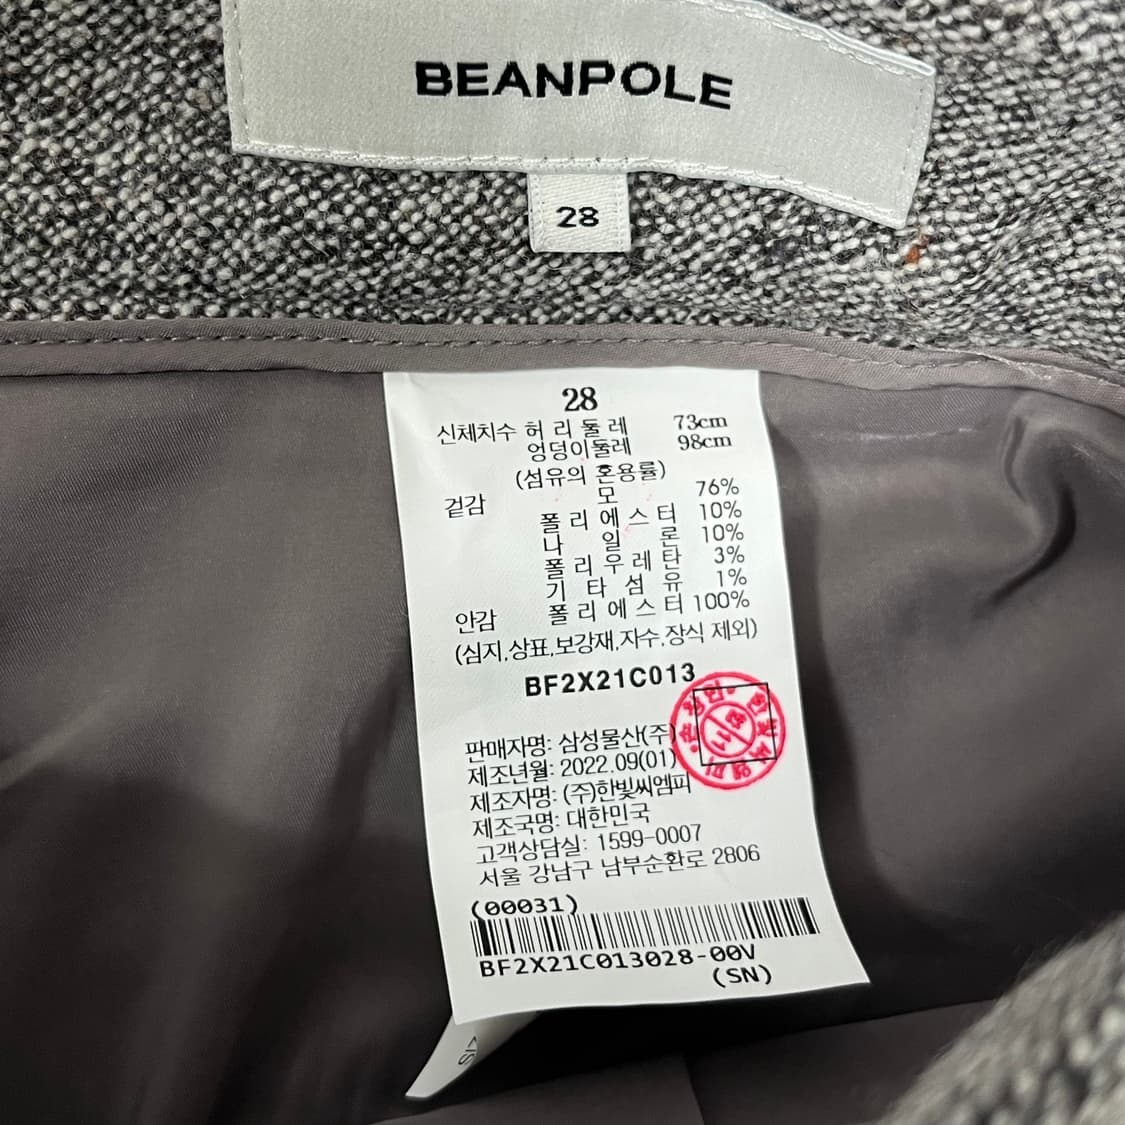 BEANPOLE
28
28
신체치수 허 리 둘 레 73cm
엉덩이둘레 98cm
(섬유의 혼용률)
겉감 모 76%
폴 리 에 스 터 10%
나 일 론 10%
폴 리 우 레 탄 3%
기 타 섬 유 1%
안감 폴 리 에 스 터 100%
(심지,상표,보강재,자수,장식 제외)
BF2X21C013
판매자명: 삼성물산(주)
제조년월: 2022.09(01)
제조자명: (주)한빛씨엠피
제조국명: 대한민국
고객상담실: 1599-0007
서울 강남구 남부순환로 2806
(00031)
BF2X21C013028-00V
(SN)